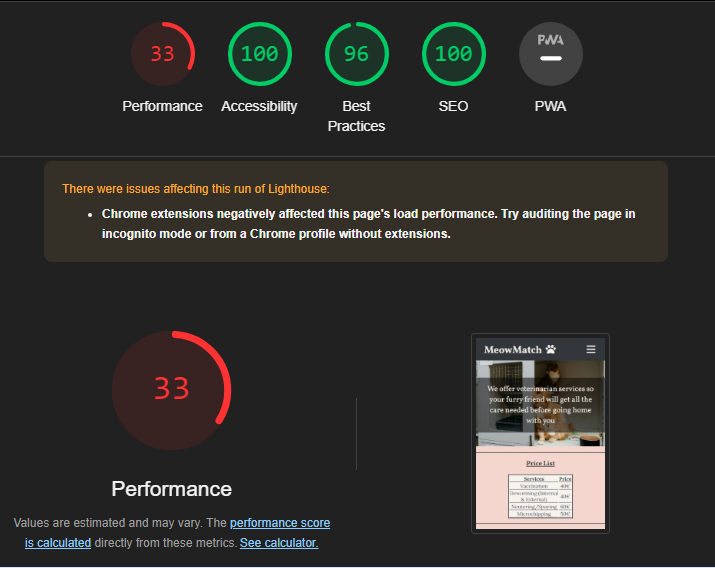 33
100
96
100
PWA
Performance
Accessibility
Best
Practices
SEO
PWA
There were issues affecting this run of Lighthouse:
• Chrome extensions negatively affected this page's load performance. Try auditing the page in
incognito mode or from a Chrome profile without extensions.
33
Performance
Values are estimated and may vary. The performance score
is calculated directly from these metrics. See calculator.
MeowMatch
We offer veterinarian services so
your furry friend will get all the
care needed before going home
with you
Price List
Services Price
Vaccination 40€
Deworming (Internal
& External) 40€
Neutering/Spaying 60€
Microchipping 50€